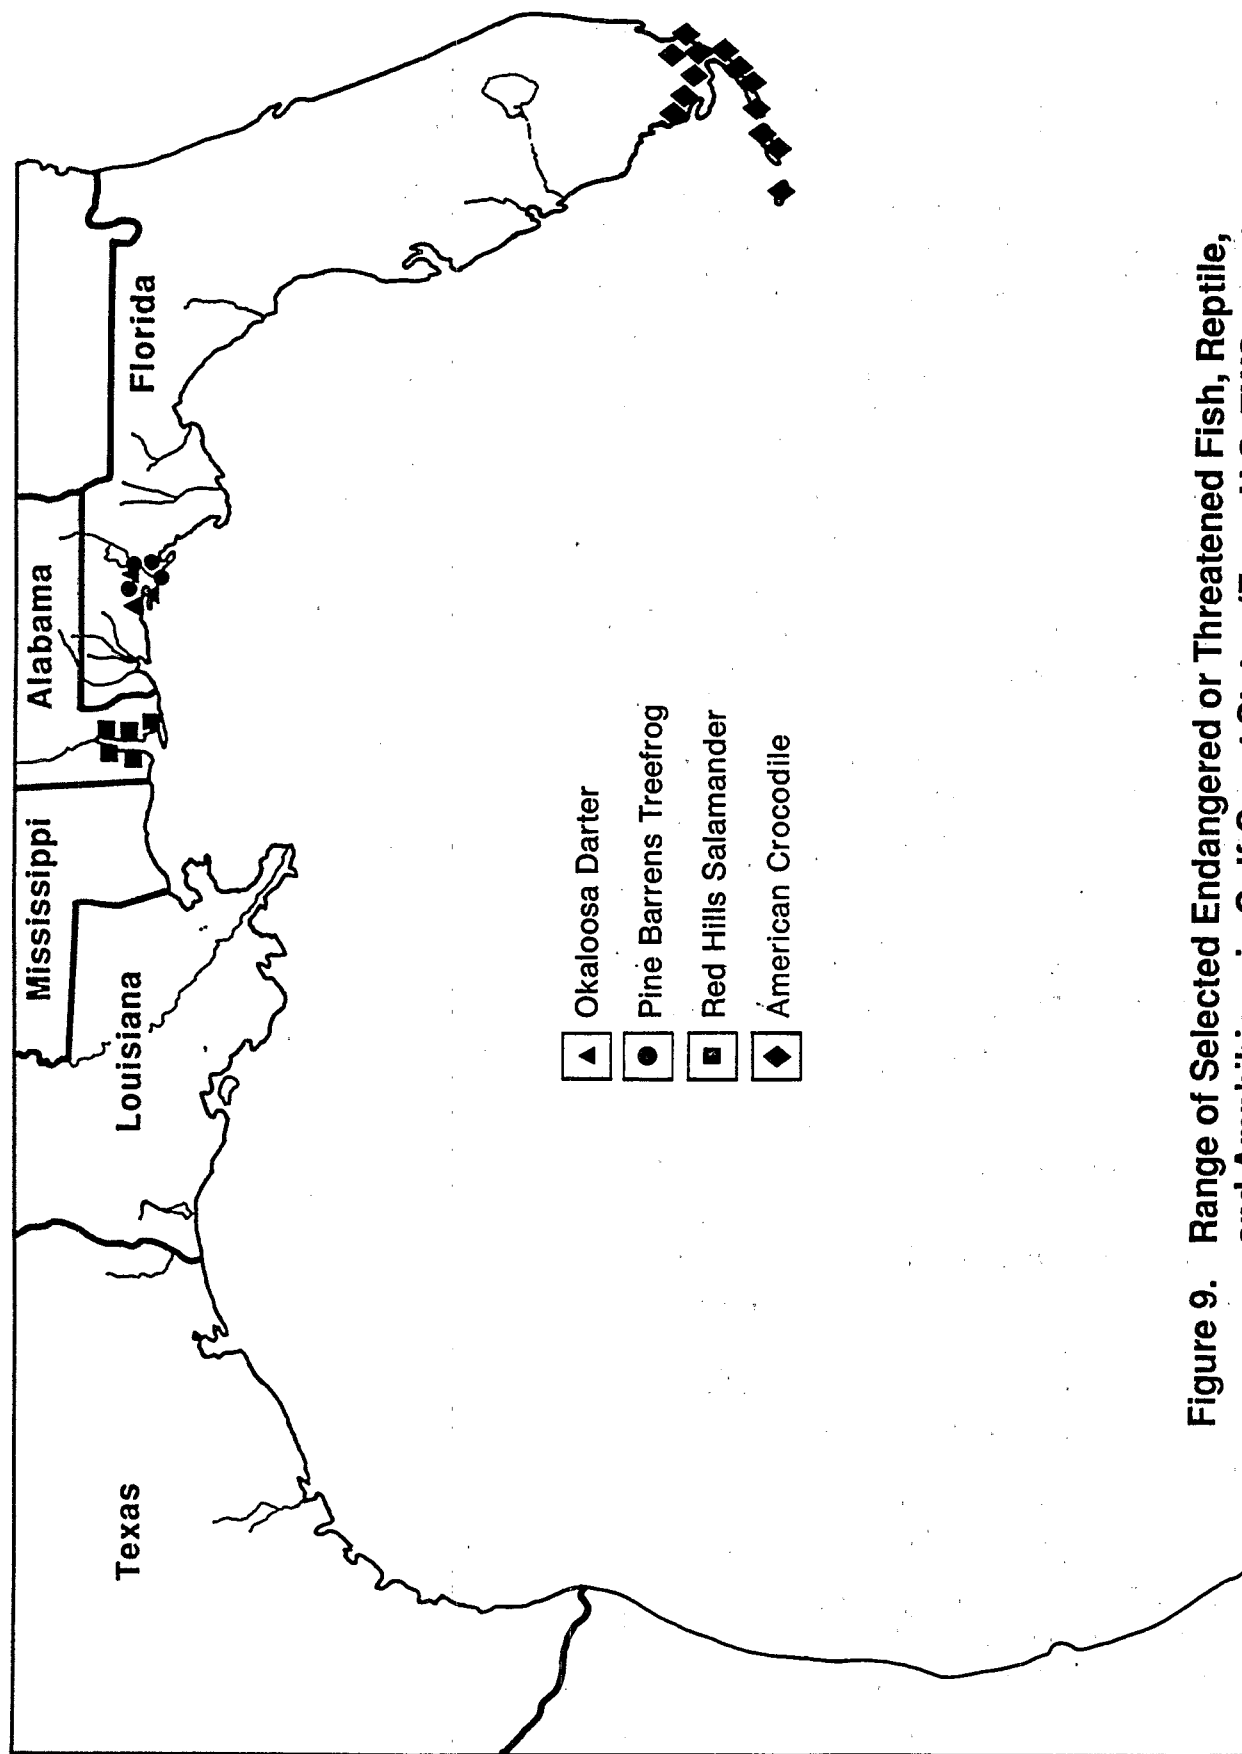 Texas
Louisiana
Mississippi
Alabama
Florida
Okaloosa Darter
Pine Barrens Treefrog
Red Hills Salamander
American Crocodile
Figure 9. Range of Selected Endangered or Threatened Fish, Reptile,